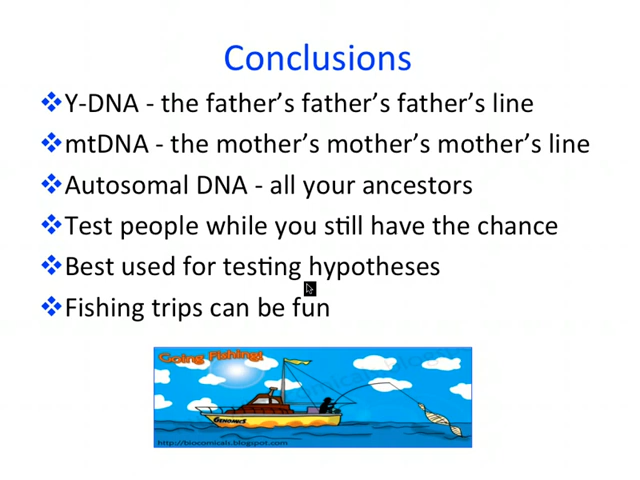 Conclusions
Y-DNA - the father's father's father's line
mtDNA - the mother's mother's mother's line
Autosomal DNA - all your ancestors
Test people while you still have the chance
Best used for testing hypotheses
Fishing trips can be fun
Going Fishing!
GENOMICS
http://biocomicals.blogspot.com